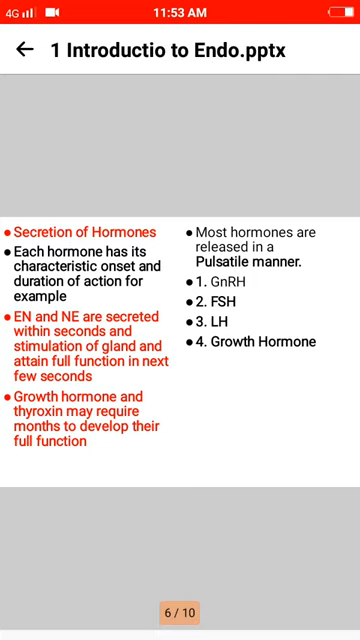 4G
11:53 AM
1 Introductio to Endo.pptx
• Secretion of Hormones
• Each hormone has its
characteristic onset and
duration of action for
example
• EN and NE are secreted
within seconds and
stimulation of gland and
attain full function in next
few seconds
• Growth hormone and
thyroxin may require
months to develop their
full function
• Most hormones are
released in a
Pulsatile manner.
• 1. GnRH
• 2. FSH
• 3. LH
• 4. Growth Hormone
6 / 10